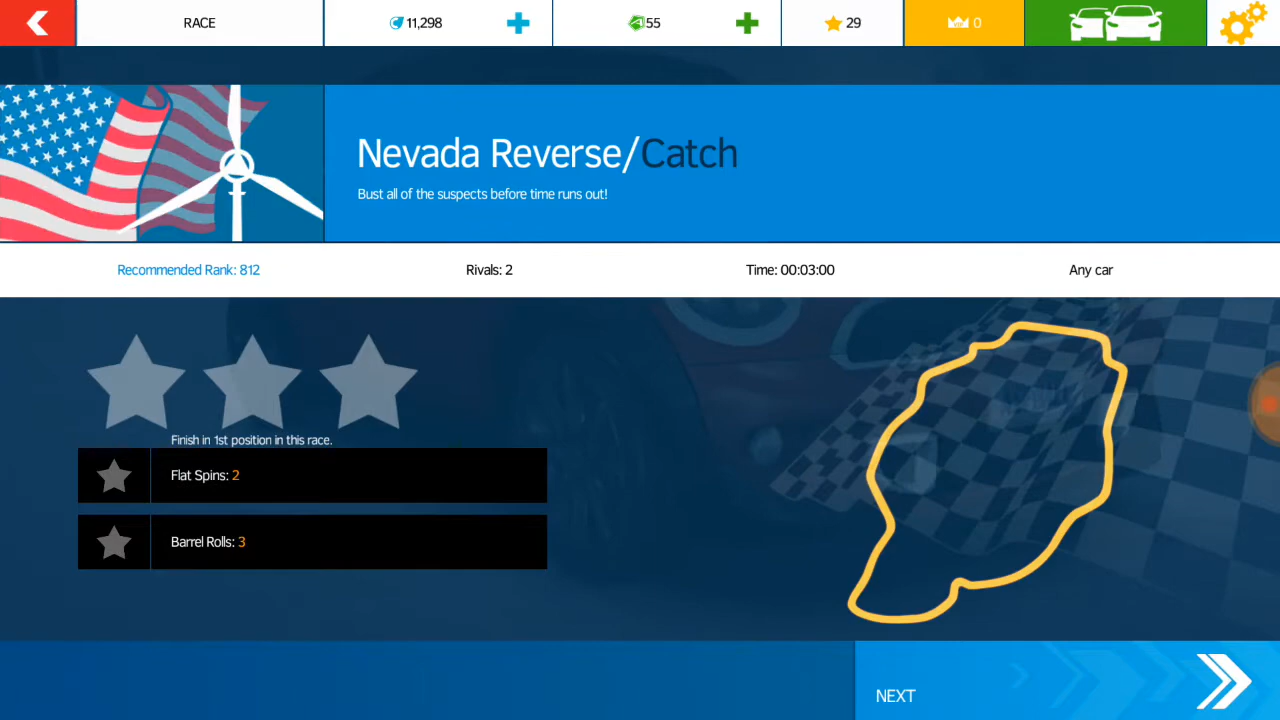 RACE
11,298
55
29
0
Nevada Reverse/Catch
Bust all of the suspects before time runs out!
Recommended Rank: 812
Rivals: 2
Time: 00:03:00
Any car
Finish in 1st position in this race.
Flat Spins: 2
Barrel Rolls: 3
NEXT